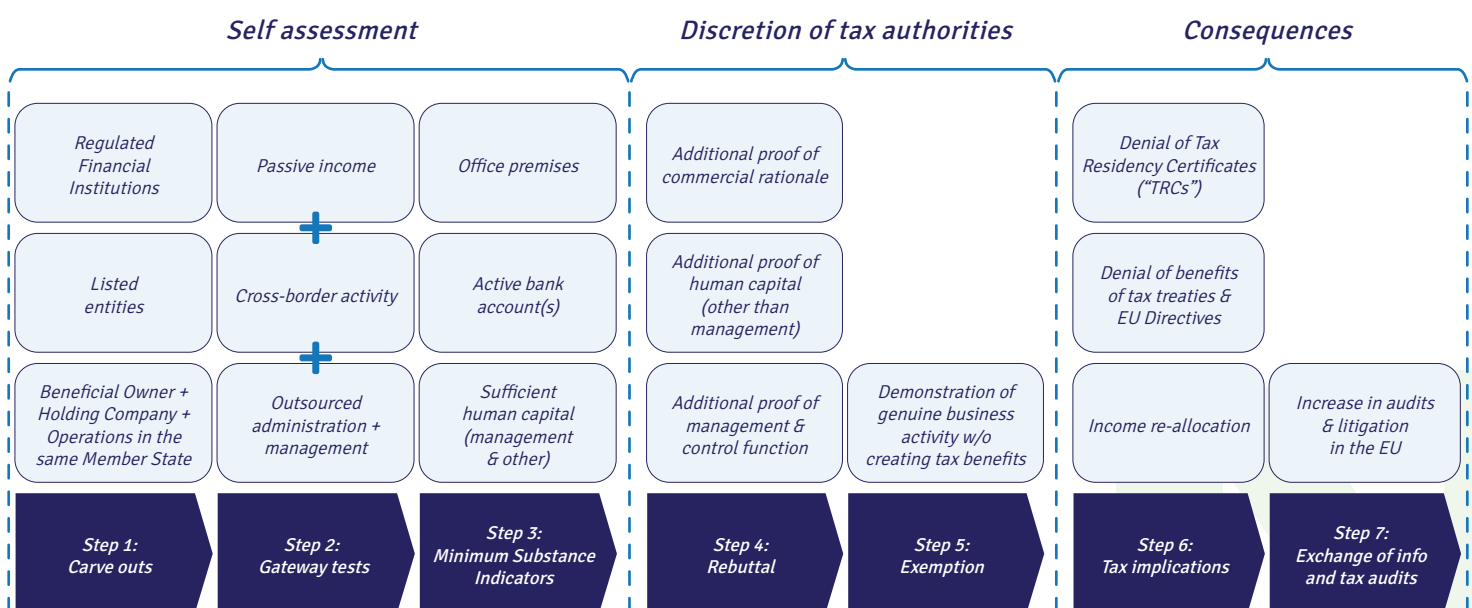 Self assessment
Discretion of tax authorities
Consequences
Regulated
Financial
Institutions
Passive income
Office premises
Additional proof of
commercial rationale
Denial of Tax
Residency Certificates
(“TRCs”)
+
Listed
entities
Cross-border activity
Active bank
account(s)
Additional proof of
human capital
(other than
management)
Denial of benefits
of tax treaties &
EU Directives
+
Beneficial Owner +
Holding Company +
Operations in the
same Member State
Outsourced
administration +
management
Sufficient
human capital
(management
& other)
Additional proof of
management &
control function
Demonstration of
genuine business
activity w/o
creating tax benefits
Income re-allocation
Increase in audits
& litigation
in the EU
Step 1:
Carve outs
Step 2:
Gateway tests
Step 3:
Minimum Substance
Indicators
Step 4:
Rebuttal
Step 5:
Exemption
Step 6:
Tax implications
Step 7:
Exchange of info
and tax audits